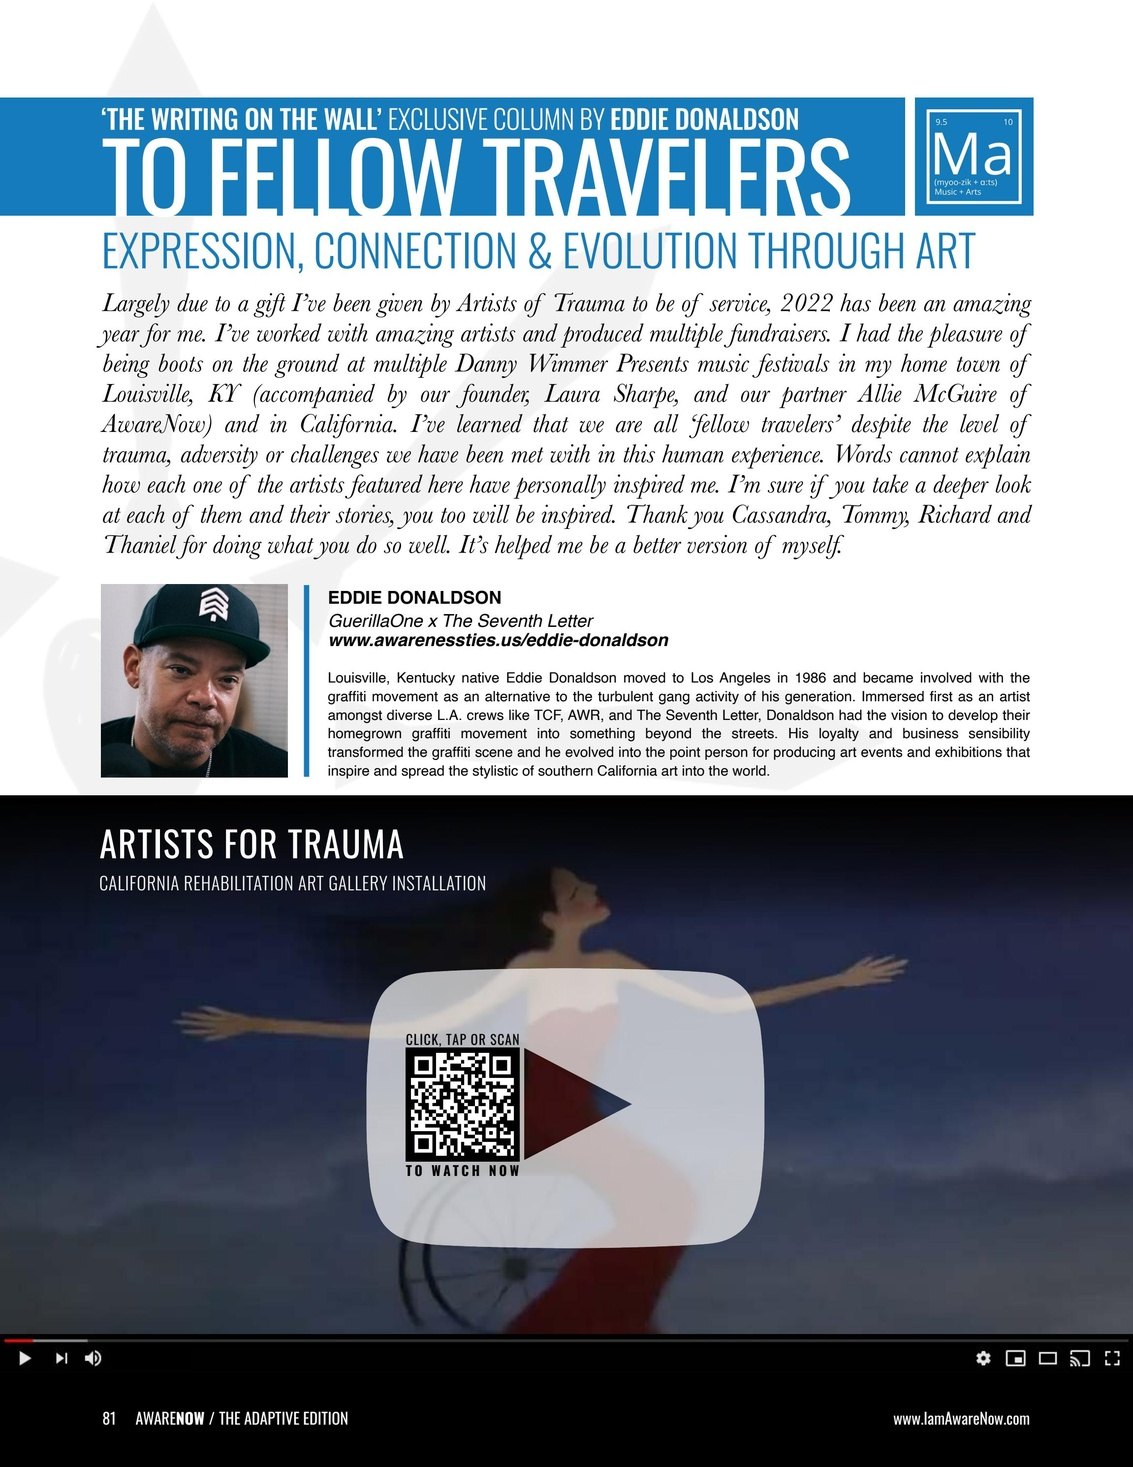 ‘THE WRITING ON THE WALL’ EXCLUSIVE COLUMN BY EDDIE DONALDSON
TO FELLOW TRAVELERS
9.5 10
Ma
(myoo-zik + ɑ:ts)
Music + Arts
EXPRESSION, CONNECTION & EVOLUTION THROUGH ART
Largely due to a gift I’ve been given by Artists of Trauma to be of service, 2022 has been an amazing
year for me. I’ve worked with amazing artists and produced multiple fundraisers. I had the pleasure of
being boots on the ground at multiple Danny Wimmer Presents music festivals in my home town of
Louisville, KY (accompanied by our founder, Laura Sharpe, and our partner Allie McGuire of
AwareNow) and in California. I’ve learned that we are all ‘fellow travelers’ despite the level of
trauma, adversity or challenges we have been met with in this human experience. Words cannot explain
how each one of the artists featured here have personally inspired me. I’m sure if you take a deeper look
at each of them and their stories, you too will be inspired. Thank you Cassandra, Tommy, Richard and
Thaniel for doing what you do so well. It’s helped me be a better version of myself.
EDDIE DONALDSON
GuerillaOne x The Seventh Letter
www.awarenessties.us/eddie-donaldson
Louisville, Kentucky native Eddie Donaldson moved to Los Angeles in 1986 and became involved with the
graffiti movement as an alternative to the turbulent gang activity of his generation. Immersed first as an artist
amongst diverse L.A. crews like TCF, AWR, and The Seventh Letter, Donaldson had the vision to develop their
homegrown graffiti movement into something beyond the streets. His loyalty and business sensibility
transformed the graffiti scene and he evolved into the point person for producing art events and exhibitions that
inspire and spread the stylistic of southern California art into the world.
ARTISTS FOR TRAUMA
CALIFORNIA REHABILITATION ART GALLERY INSTALLATION
CLICK, TAP OR SCAN
TO WATCH NOW
81 AWARENOW / THE ADAPTIVE EDITION
www.IamAwareNow.com